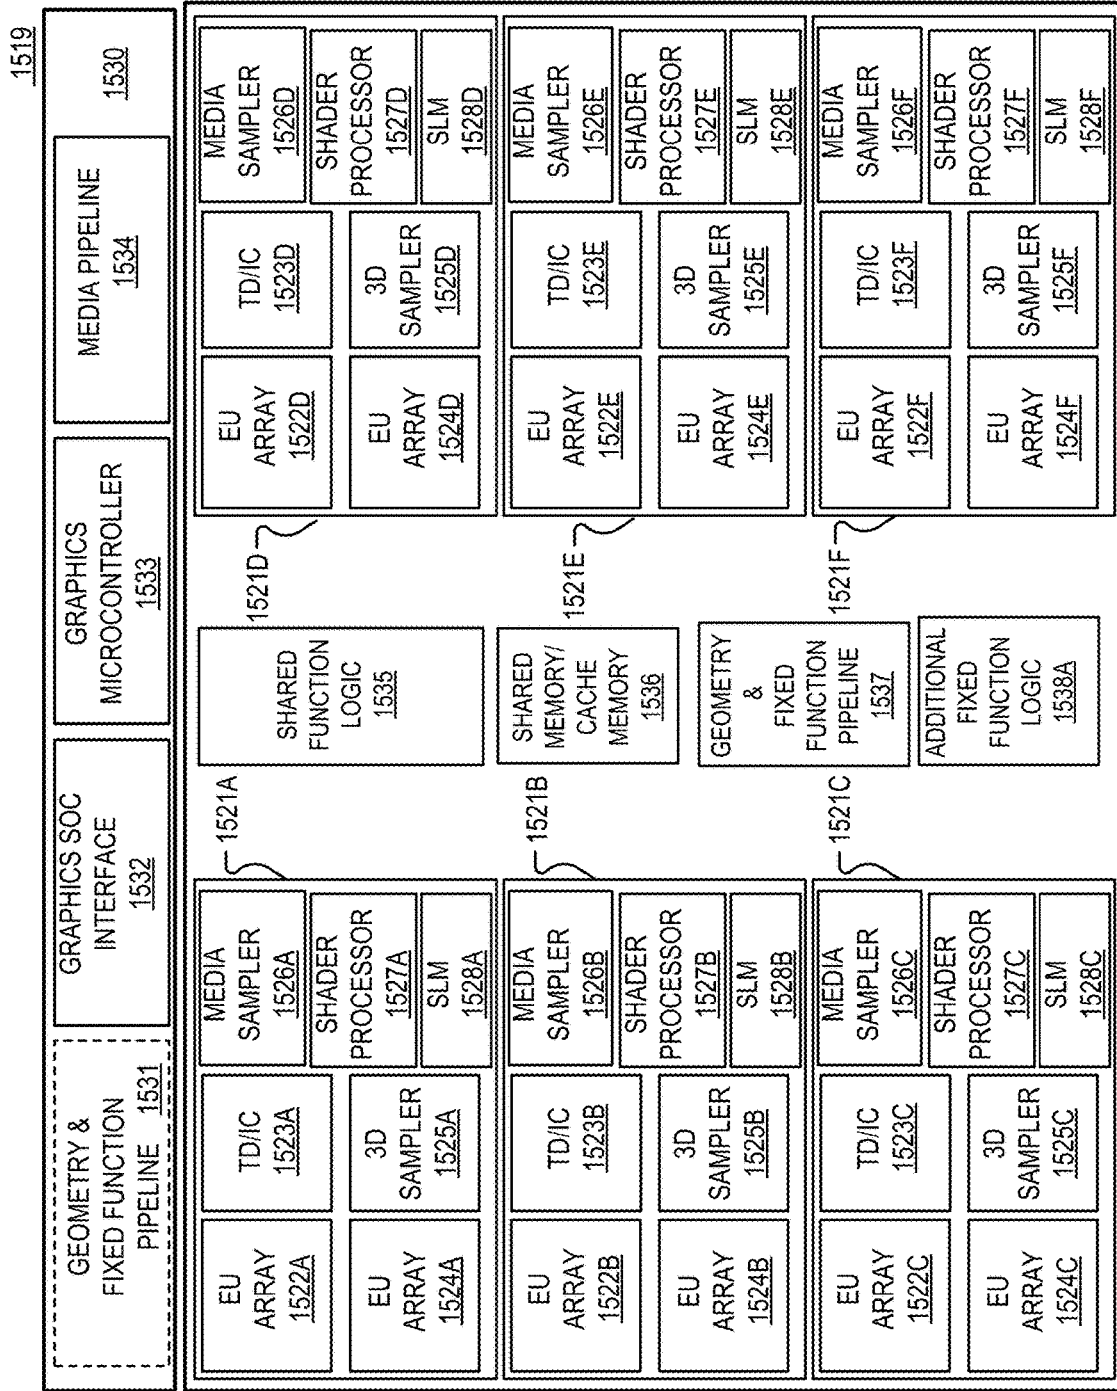 1519
GEOMETRY &
FIXED FUNCTION
PIPELINE 1531
GRAPHICS SOC
INTERFACE
1532
GRAPHICS
MICROCONTROLLER
1533
MEDIA PIPELINE
1534
1530
EU
ARRAY
1522A
TD/IC
1523A
MEDIA
SAMPLER
1526A
EU
ARRAY
1524A
3D
SAMPLER
1525A
SHADER
PROCESSOR
1527A
SLM
1528A
1521A
SHARED
FUNCTION
LOGIC
1535
1521D
EU
ARRAY
1522D
TD/IC
1523D
MEDIA
SAMPLER
1526D
EU
ARRAY
1524D
3D
SAMPLER
1525D
SHADER
PROCESSOR
1527D
SLM
1528D
EU
ARRAY
1522B
TD/IC
1523B
MEDIA
SAMPLER
1526B
EU
ARRAY
1524B
3D
SAMPLER
1525B
SHADER
PROCESSOR
1527B
SLM
1528B
1521B
SHARED
MEMORY/
CACHE
MEMORY
1536
1521E
EU
ARRAY
1522E
TD/IC
1523E
MEDIA
SAMPLER
1526E
EU
ARRAY
1524E
3D
SAMPLER
1525E
SHADER
PROCESSOR
1527E
SLM
1528E
EU
ARRAY
1522C
TD/IC
1523C
MEDIA
SAMPLER
1526C
EU
ARRAY
1524C
3D
SAMPLER
1525C
SHADER
PROCESSOR
1527C
SLM
1528C
1521C
GEOMETRY
&
FIXED
FUNCTION
PIPELINE
1537
ADDITIONAL
FIXED
FUNCTION
LOGIC
1538A
1521F
EU
ARRAY
1522F
TD/IC
1523F
MEDIA
SAMPLER
1526F
EU
ARRAY
1524F
3D
SAMPLER
1525F
SHADER
PROCESSOR
1527F
SLM
1528F